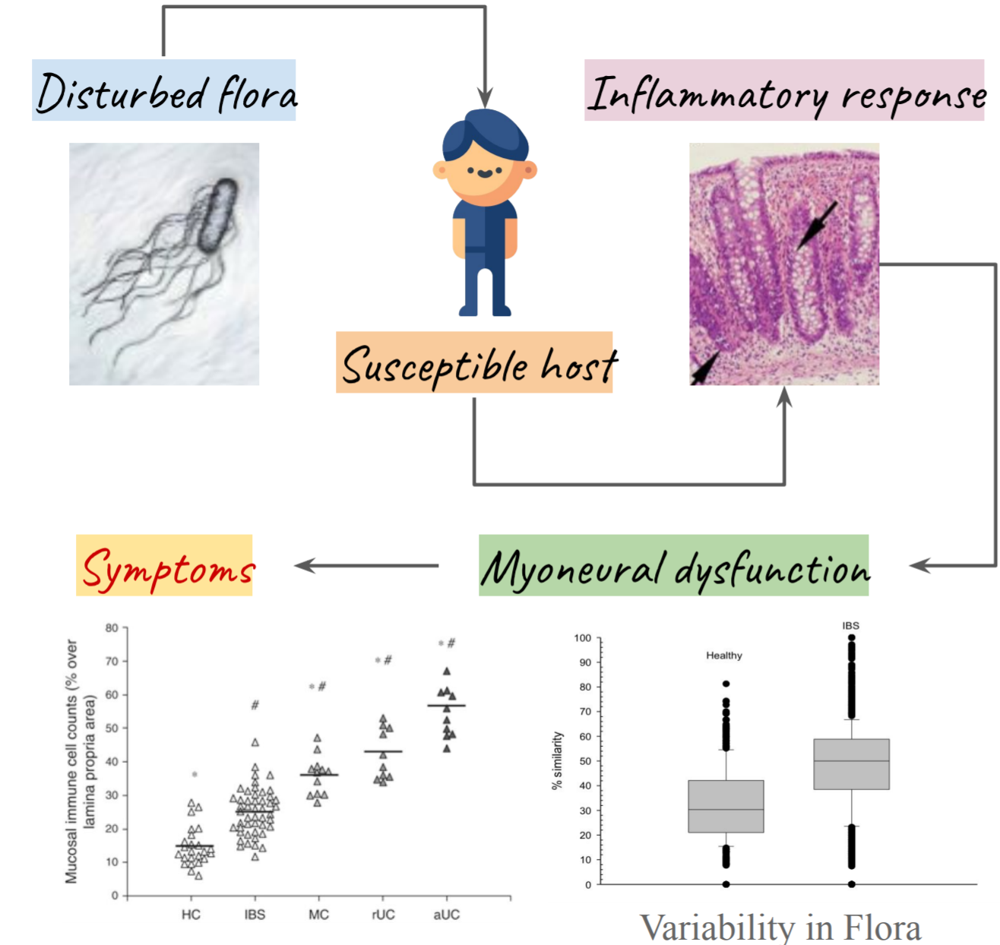 Disturbed flora
Inflammatory response
Susceptible host
Symptoms
Myoneural dysfunction
Mucosal immune cell counts (% over
lamina propria area)
80
70
60
50
40
30
20
10
0
*
#
* #
* #
* #
HC IBS MC rUC aUC
% similarity
100
90
80
70
60
50
40
30
20
10
0
Healthy
IBS
Variability in Flora